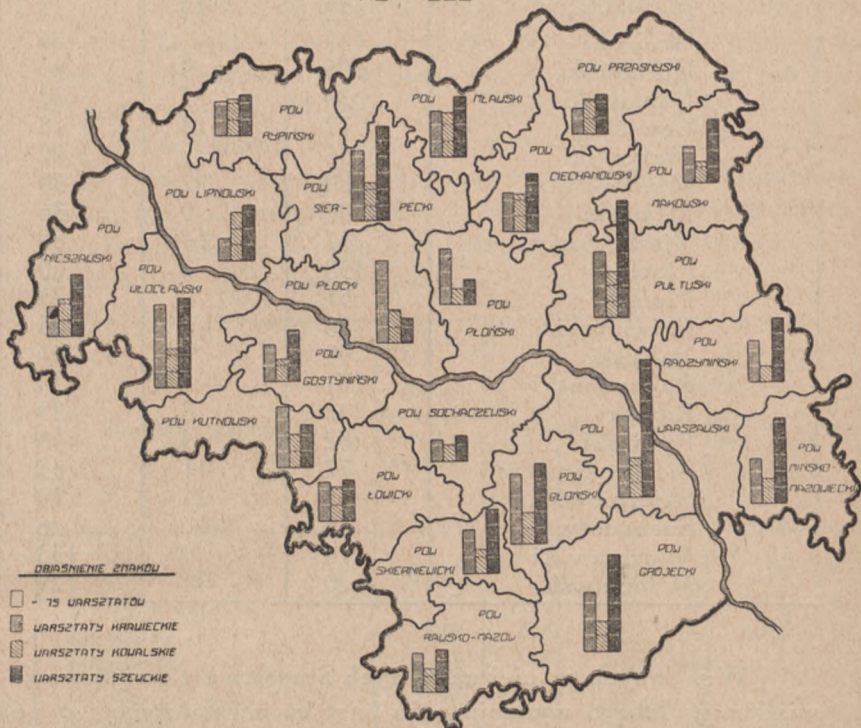 POW PRZASNYSKI
POW MŁAWSKI
POW
RYPIŃSKI
POW
CIECHANOWSKI
POW
MAKOWSKI
POW LIPNOWSKI
POW
SIER- PECKI
POW
NIESZAWSKI
POW
WŁOCŁAWSKI
POW PŁOCKI
POW
PŁOŃSKI
POW
PUŁTUSKI
POW
RADZYMIŃSKI
POW
GOSTYNIŃSKI
POW KUTNOWSKI
POW SOCHACZEWSKI
POW WARSZAWSKI
POW
MIŃSKO-
MAZOWIECKI
POW
ŁOWICKI
POW
BŁOŃSKI
POW
SKIERNIEWICKI
POW
GRÓJECKI
POW
RAWSKO-MAZOW
OBJAŚNIENIE ZNAKÓW
- 75 WARSZTATÓW
WARSZTATY KRAWIECKIE
WARSZTATY KOWALSKIE
WARSZTATY SZEWCKIE